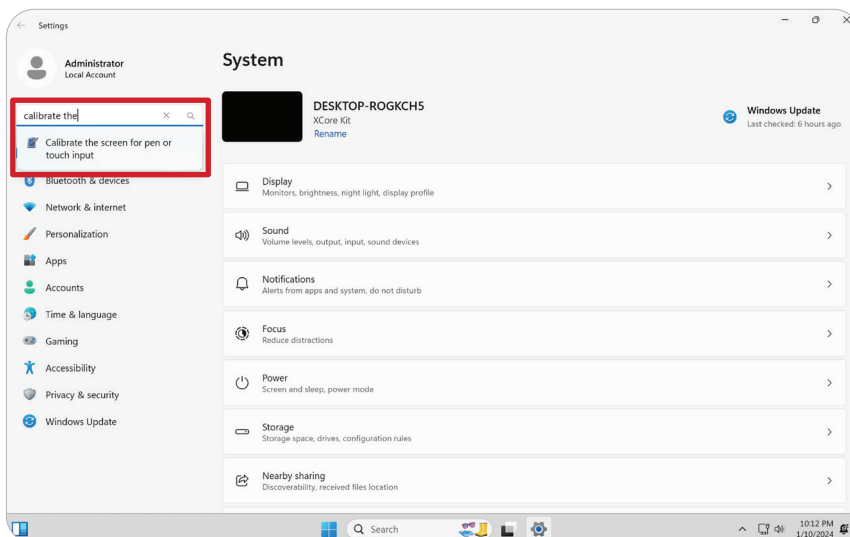 Settings
Administrator
Local Account
calibrate the
Calibrate the screen for pen or
touch input
Bluetooth & devices
Network & internet
Personalization
Apps
Accounts
Time & language
Gaming
Accessibility
Privacy & security
Windows Update
System
DESKTOP-ROGKCH5
XCore Kit
Rename
Windows Update
Last checked: 6 hours ago
Display
Monitors, brightness, night light, display profile
Sound
Volume levels, output, input, sound devices
Notifications
Alerts from apps and system, do not disturb
Focus
Reduce distractions
Power
Screen and sleep, power mode
Storage
Storage space, drives, configuration rules
Nearby sharing
Discoverability, received files location
Search
10:12 PM
1/10/2024